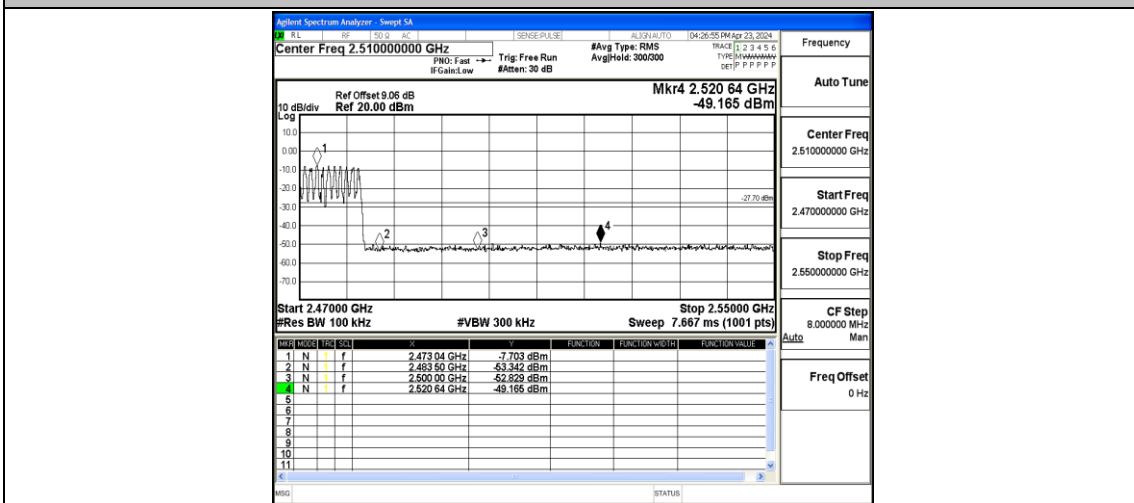 Agilent Spectrum Analyzer - Swept SA
RL RF 50 Ω AC SENSE:PULSE ALIGN AUTO 04:26:55 PM Apr 23, 2024
Center Freq 2.510000000 GHz
PNO: Fast
IFGain:Low
Trig: Free Run
#Atten: 30 dB
#Avg Type: RMS
Avg|Hold: 300/300
TRACE 1 2 3 4 5 6
TYPE M WWWWW
DET P P P P P P
Frequency
Auto Tune
Center Freq
2.510000000 GHz
Start Freq
2.470000000 GHz
Stop Freq
2.550000000 GHz
CF Step
8.000000 MHz
Auto Man
Freq Offset
0 Hz
Mkr4 2.520 64 GHz
-49.165 dBm
Ref Offset 9.06 dB
10 dB/div Ref 20.00 dBm
Log
10.0
0.00
-10.0
-20.0
-30.0
-40.0
-50.0
-60.0
-70.0
1
2
3
4
-27.70 dBm
Start 2.47000 GHz Stop 2.55000 GHz
#Res BW 100 kHz #VBW 300 kHz Sweep 7.667 ms (1001 pts)
MKR MODE TRC SCL X Y FUNCTION FUNCTION WIDTH FUNCTION VALUE
1 N 1 f 2.473 04 GHz -7.703 dBm
2 N 1 f 2.483 50 GHz -53.342 dBm
3 N 1 f 2.500 00 GHz -52.829 dBm
4 N 1 f 2.520 64 GHz -49.165 dBm
5
6
7
8
9
10
11
MSG STATUS